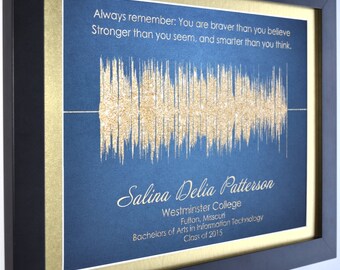 Always remember: You are braver than you believe
Stronger than you seem, and smarter than you think.
Salina Delia Patterson
Westminster College
Fulton, Missouri
Bachelors of Arts in Information Technology
Class of 2015